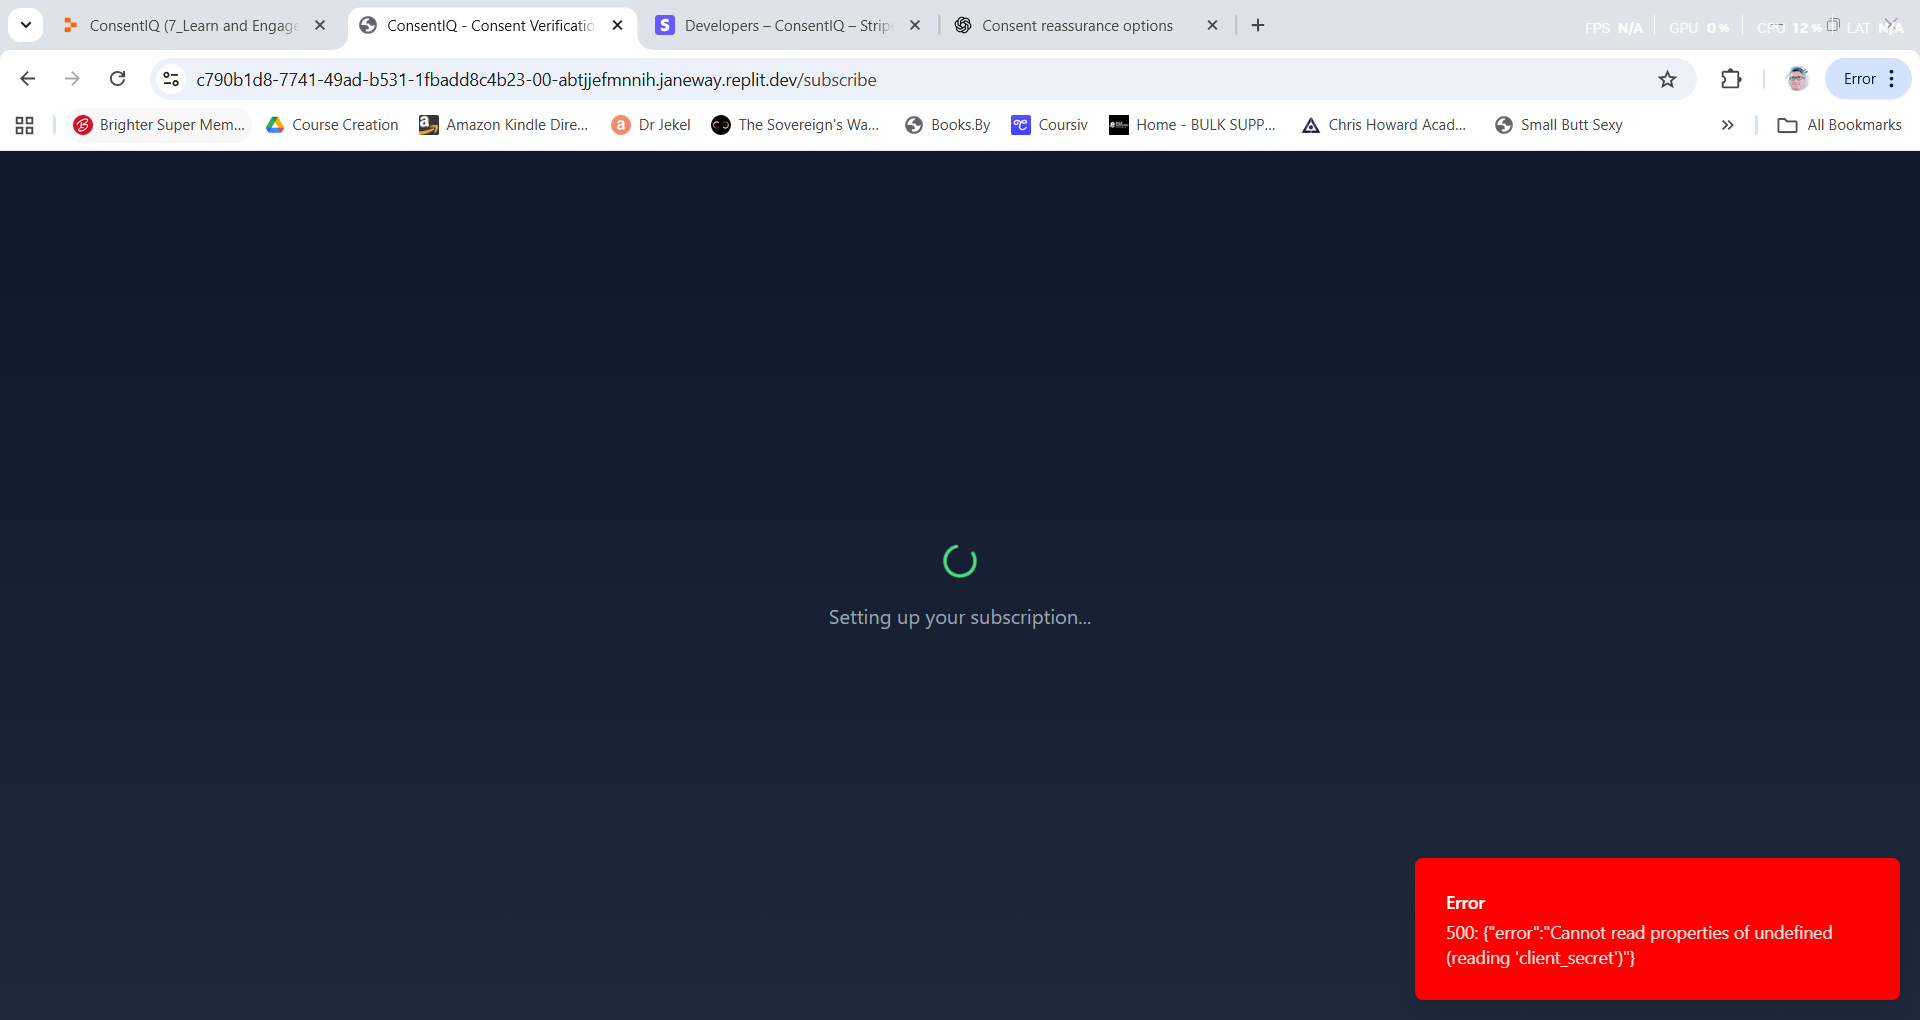 ConsentIQ (7_Learn and Engage
ConsentIQ - Consent Verificatio
Developers – ConsentIQ – Stripe
Consent reassurance options
FPS N/A GPU 0% CPU 12% LAT N/A
c790b1d8-7741-49ad-b531-1fbadd8c4b23-00-abtjjefmnnih.janeway.replit.dev/subscribe
Error
Brighter Super Mem...
Course Creation
Amazon Kindle Dire...
Dr Jekel
The Sovereign's Wa...
Books.By
Coursiv
Home - BULK SUPP...
Chris Howard Acad...
Small Butt Sexy
All Bookmarks
Setting up your subscription...
Error
500: {"error":"Cannot read properties of undefined
(reading 'client_secret')"}